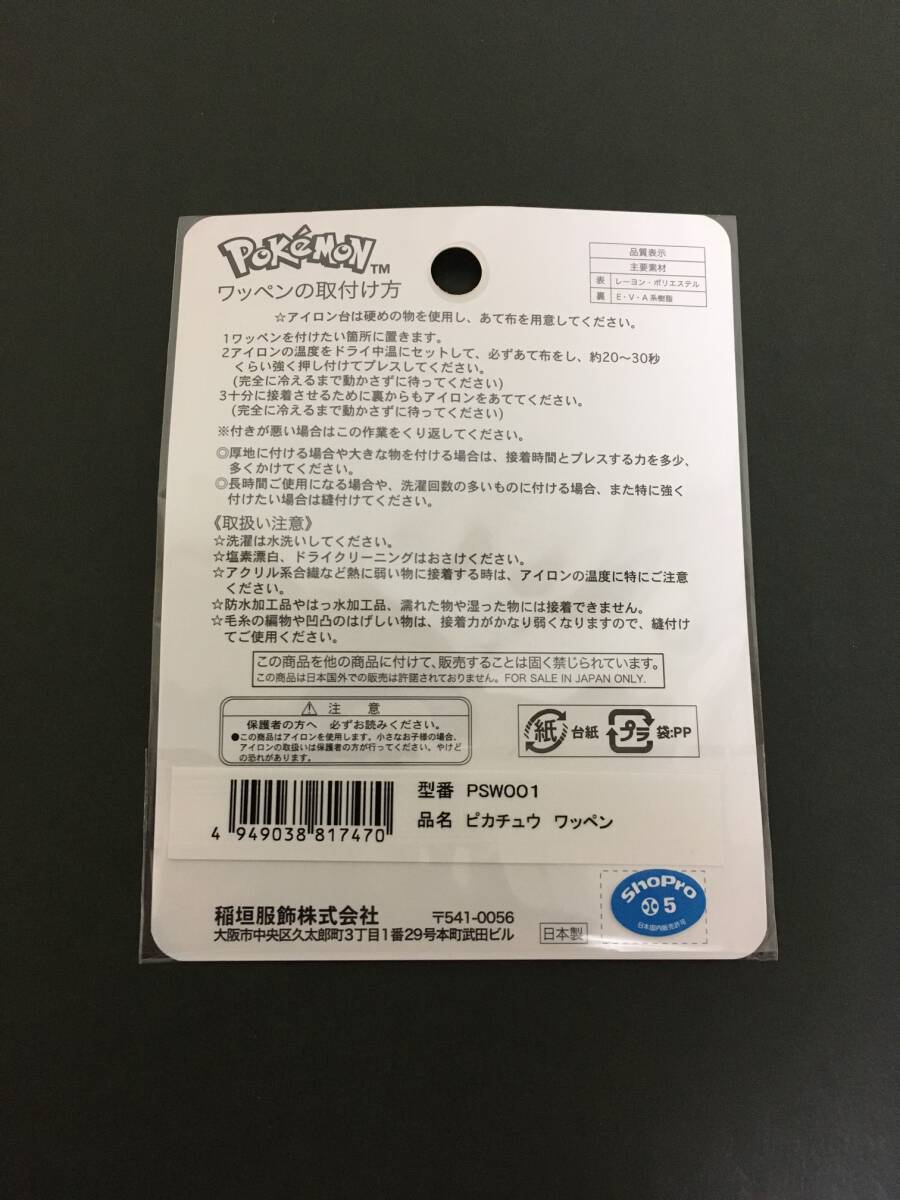 POKéMON™
ワッペンの取付け方
品質表示
主要素材
表 レーヨン・ポリエステル
裏 E・V・A系樹脂
☆アイロン台は硬めの物を使用し、あて布を用意してください。
1ワッペンを付けたい箇所に置きます。
2アイロンの温度をドライ中温にセットして、必ずあて布をし、約20〜30秒
くらい強く押し付けてプレスしてください。
(完全に冷えるまで動かさずに待ってください)
3十分に接着させるために裏からもアイロンをあててください。
(完全に冷えるまで動かさずに待ってください)
※付きが悪い場合はこの作業をくり返してください。
◎厚地に付ける場合や大きな物を付ける場合は、接着時間とプレスする力を多少、
多くかけてください。
◎長時間ご使用になる場合や、洗濯回数の多いものに付ける場合、また特に強く
付けたい場合は縫付けてください。
《取扱い注意》
☆洗濯は水洗いしてください。
☆塩素漂白、ドライクリーニングはおさけください。
☆アクリル系合繊など熱に弱い物に接着する時は、アイロンの温度に特にご注意
ください。
☆防水加工品やはっ水加工品、濡れた物や湿った物には接着できません。
☆毛糸の編物や凹凸のはげしい物は、接着力がかなり弱くなりますので、縫付け
てご使用ください。
この商品を他の商品に付けて、販売することは固く禁じられています。
この商品は日本国外での販売は許諾されておりません。FOR SALE IN JAPAN ONLY.
⚠ 注 意
保護者の方へ 必ずお読みください。
●この商品はアイロンを使用します。小さなお子様の場合、
アイロンの取扱いは保護者の方が行ってください。やけど
の恐れがあります。
紙 台紙 プラ 袋:PP
4 949038 817470
型番 PSW001
品名 ピカチュウ ワッペン
稲垣服飾株式会社 〒541-0056
大阪市中央区久太郎町3丁目1番29号本町武田ビル
日本製
ShoPro
5
日本国内販売許可